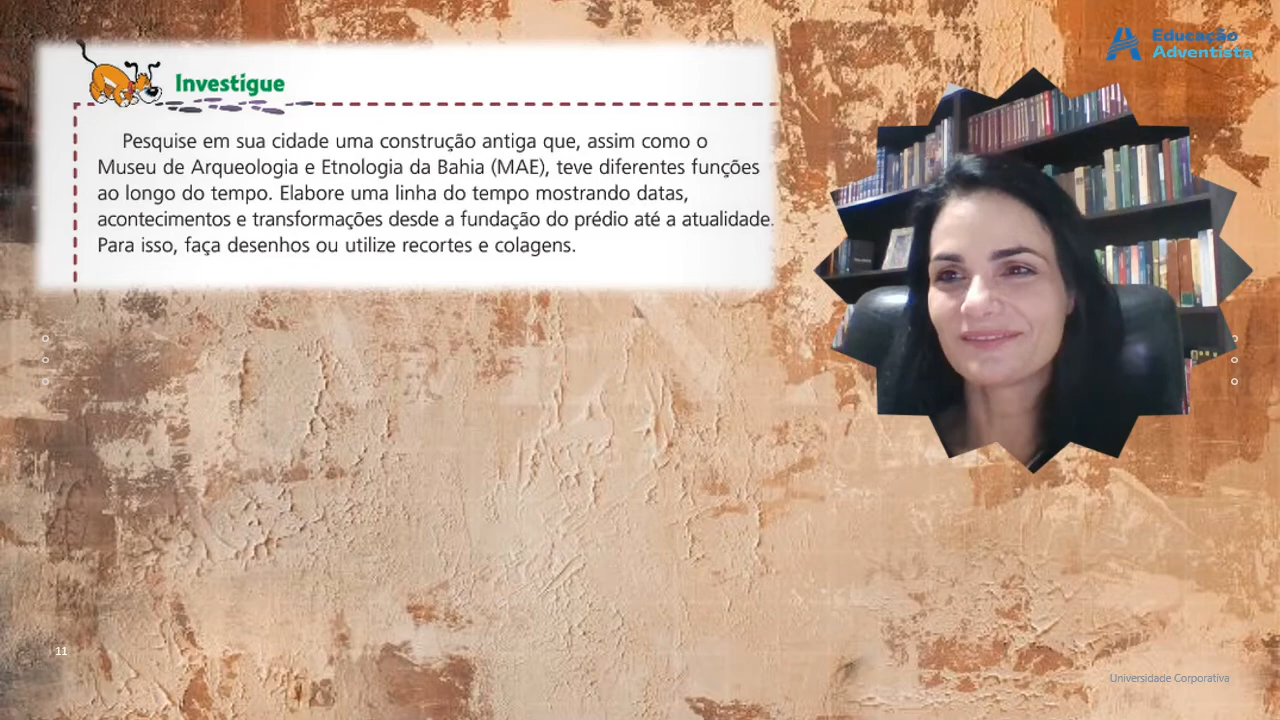 Educação
Adventista
Investigue
Pesquise em sua cidade uma construção antiga que, assim como o
Museu de Arqueologia e Etnologia da Bahia (MAE), teve diferentes funções
ao longo do tempo. Elabore uma linha do tempo mostrando datas,
acontecimentos e transformações desde a fundação do prédio até a atualidade.
Para isso, faça desenhos ou utilize recortes e colagens.
11
Universidade Corporativa